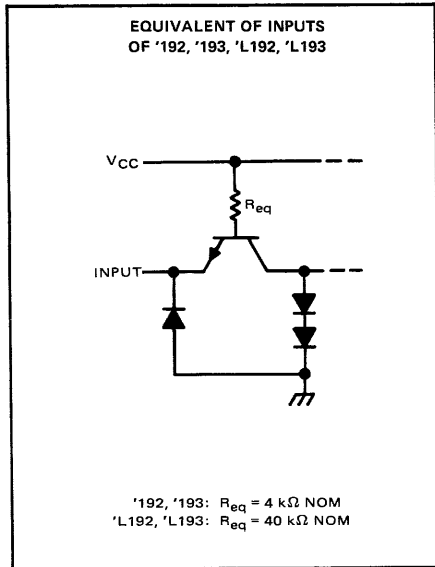 EQUIVALENT OF INPUTS
OF '192, '193, 'L192, 'L193
VCC
Req
INPUT
'192, '193: Req = 4 kΩ NOM
'L192, 'L193: Req = 40 kΩ NOM